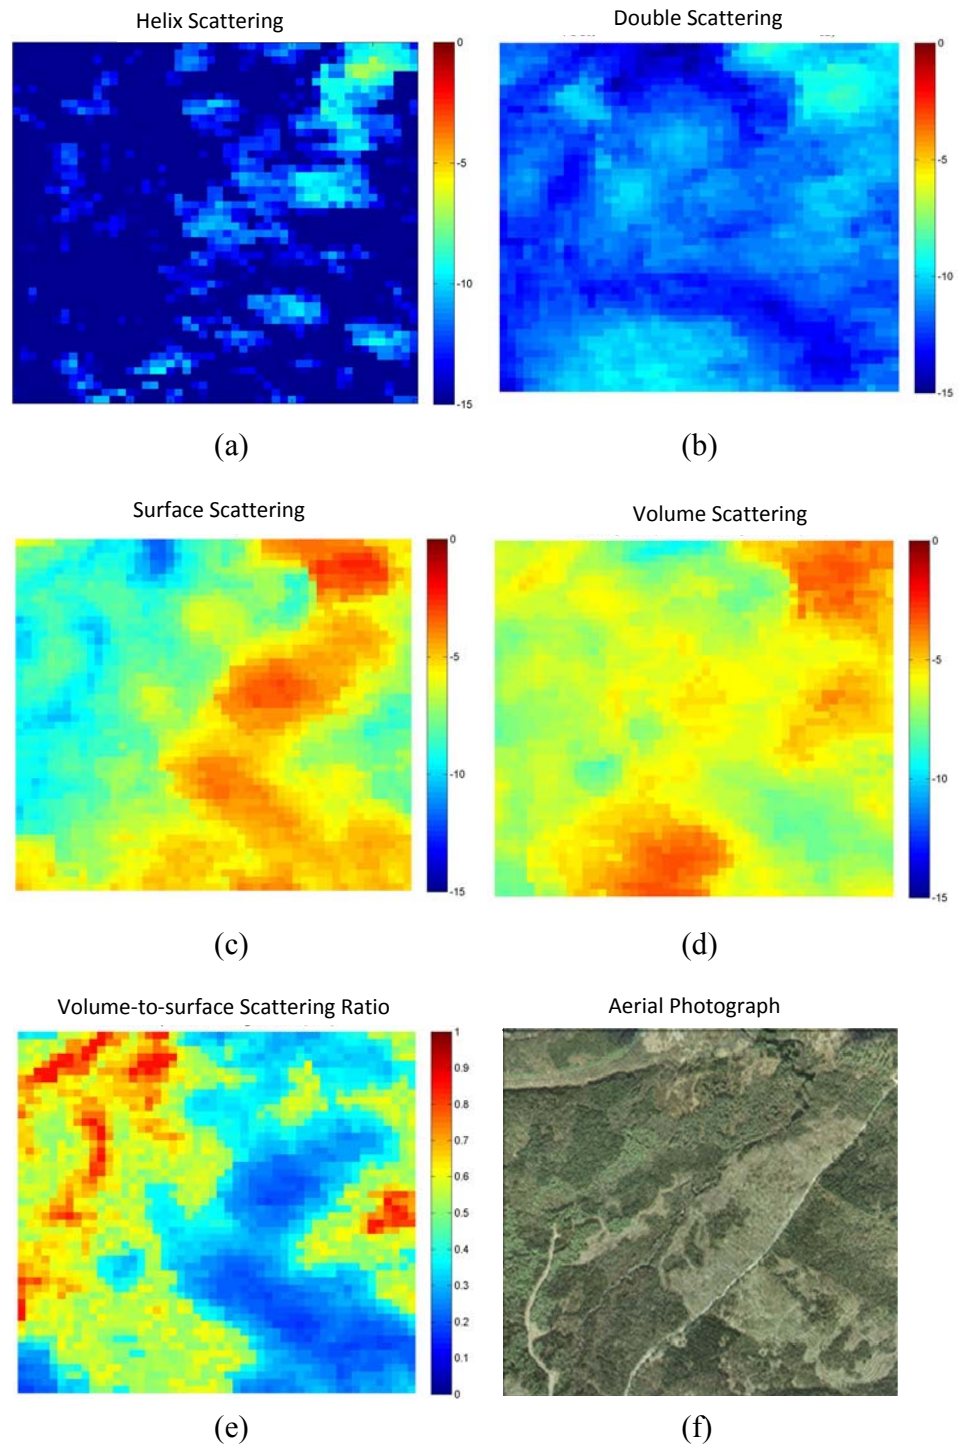 Helix Scattering
Double Scattering
0
-5
-10
-15
0
-5
-10
-15
(a)
(b)
Surface Scattering
Volume Scattering
0
-5
-10
-15
0
-5
-10
-15
(c)
(d)
Volume-to-surface Scattering Ratio
Aerial Photograph
1
0.9
0.8
0.7
0.6
0.5
0.4
0.3
0.2
0.1
0
(e)
(f)